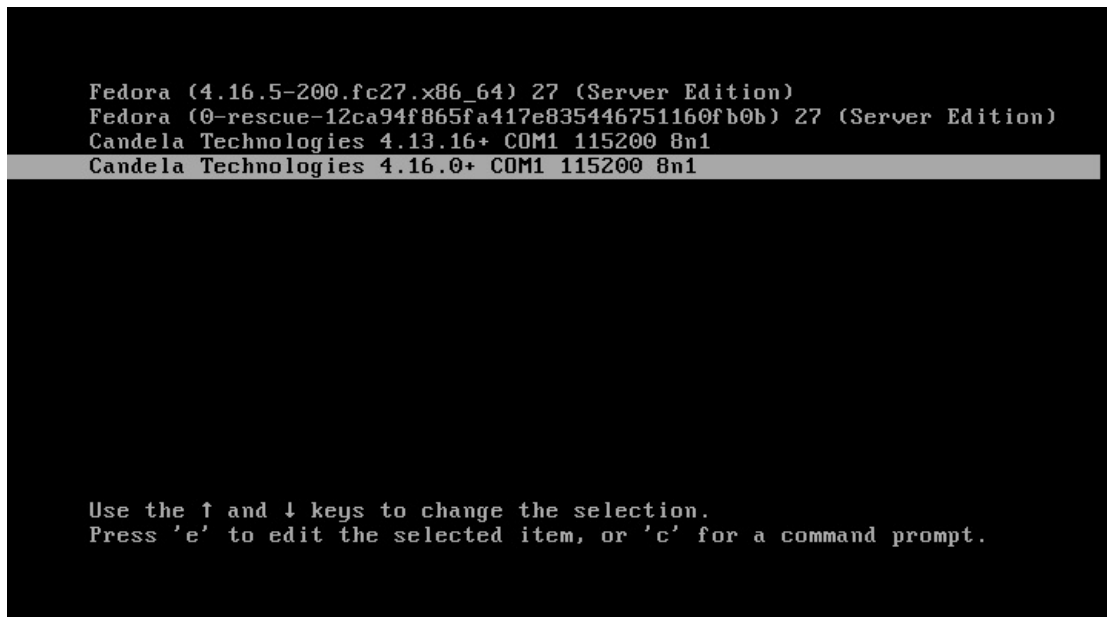 Fedora (4.16.5-200.fc27.x86_64) 27 (Server Edition)
Fedora (0-rescue-12ca94f865fa417e835446751160fb0b) 27 (Server Edition)
Candela Technologies 4.13.16+ COM1 115200 8n1
Candela Technologies 4.16.0+ COM1 115200 8n1
Use the ↑ and ↓ keys to change the selection.
Press 'e' to edit the selected item, or 'c' for a command prompt.